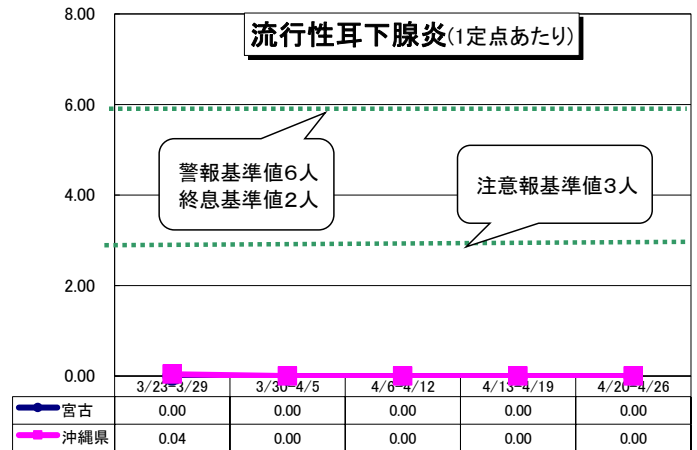 流行性耳下腺炎(1定点あたり)
8.00
6.00
警報基準値6人
終息基準値2人
注意報基準値3人
4.00
2.00
0.00
3/23-3/29 3/30-4/5 4/6-4/12 4/13-4/19 4/20-4/26
宮古 0.00 0.00 0.00 0.00 0.00
沖縄県 0.04 0.00 0.00 0.00 0.00